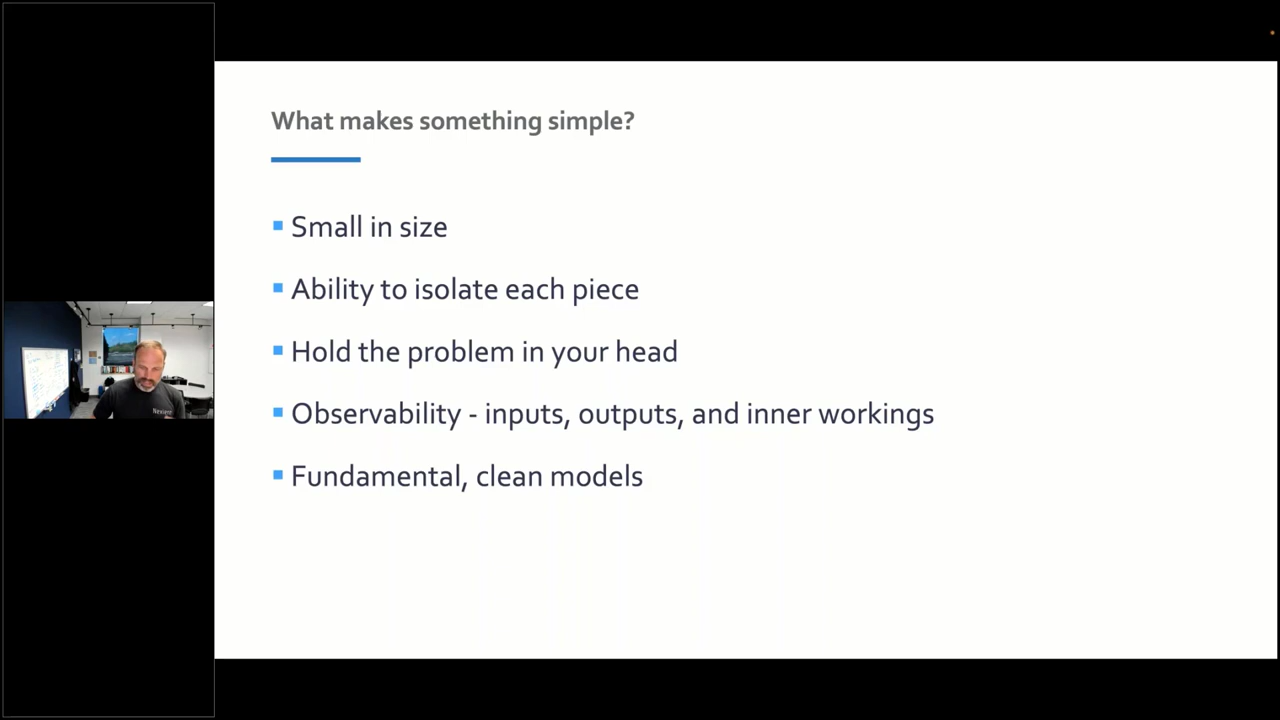 What makes something simple?
Small in size
Ability to isolate each piece
Hold the problem in your head
Observability - inputs, outputs, and inner workings
Fundamental, clean models